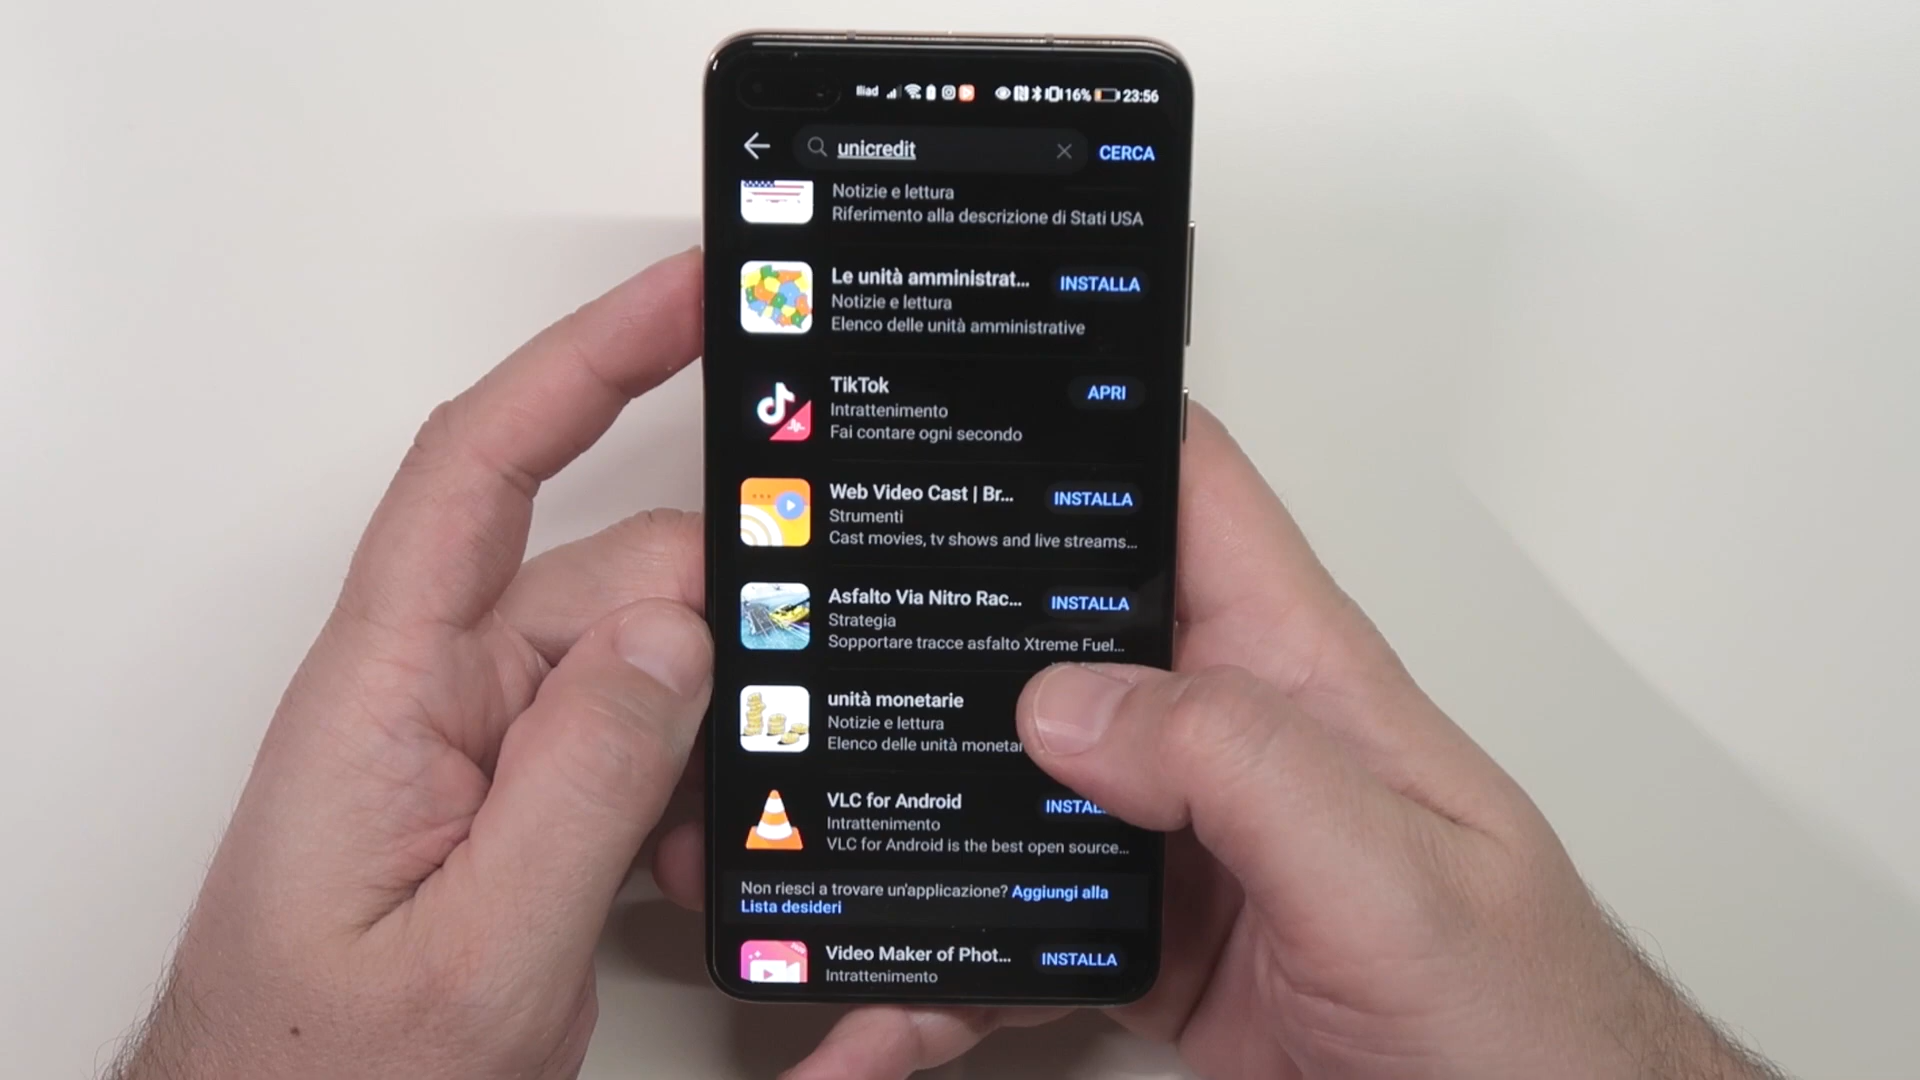 Iliad 16% 23:56
unicredit CERCA
Notizie e lettura
Riferimento alla descrizione di Stati USA
Le unità amministrat... INSTALLA
Notizie e lettura
Elenco delle unità amministrative
TikTok APRI
Intrattenimento
Fai contare ogni secondo
Web Video Cast | Br... INSTALLA
Strumenti
Cast movies, tv shows and live streams...
Asfalto Via Nitro Rac... INSTALLA
Strategia
Sopportare tracce asfalto Xtreme Fuel...
unità monetarie
Notizie e lettura
Elenco delle unità
VLC for Android
Intrattenimento
VLC for Android is the best open source...
Non riesci a trovare un'applicazione? Aggiungi alla
Lista desideri
Video Maker of Phot... INSTALLA
Intrattenimento